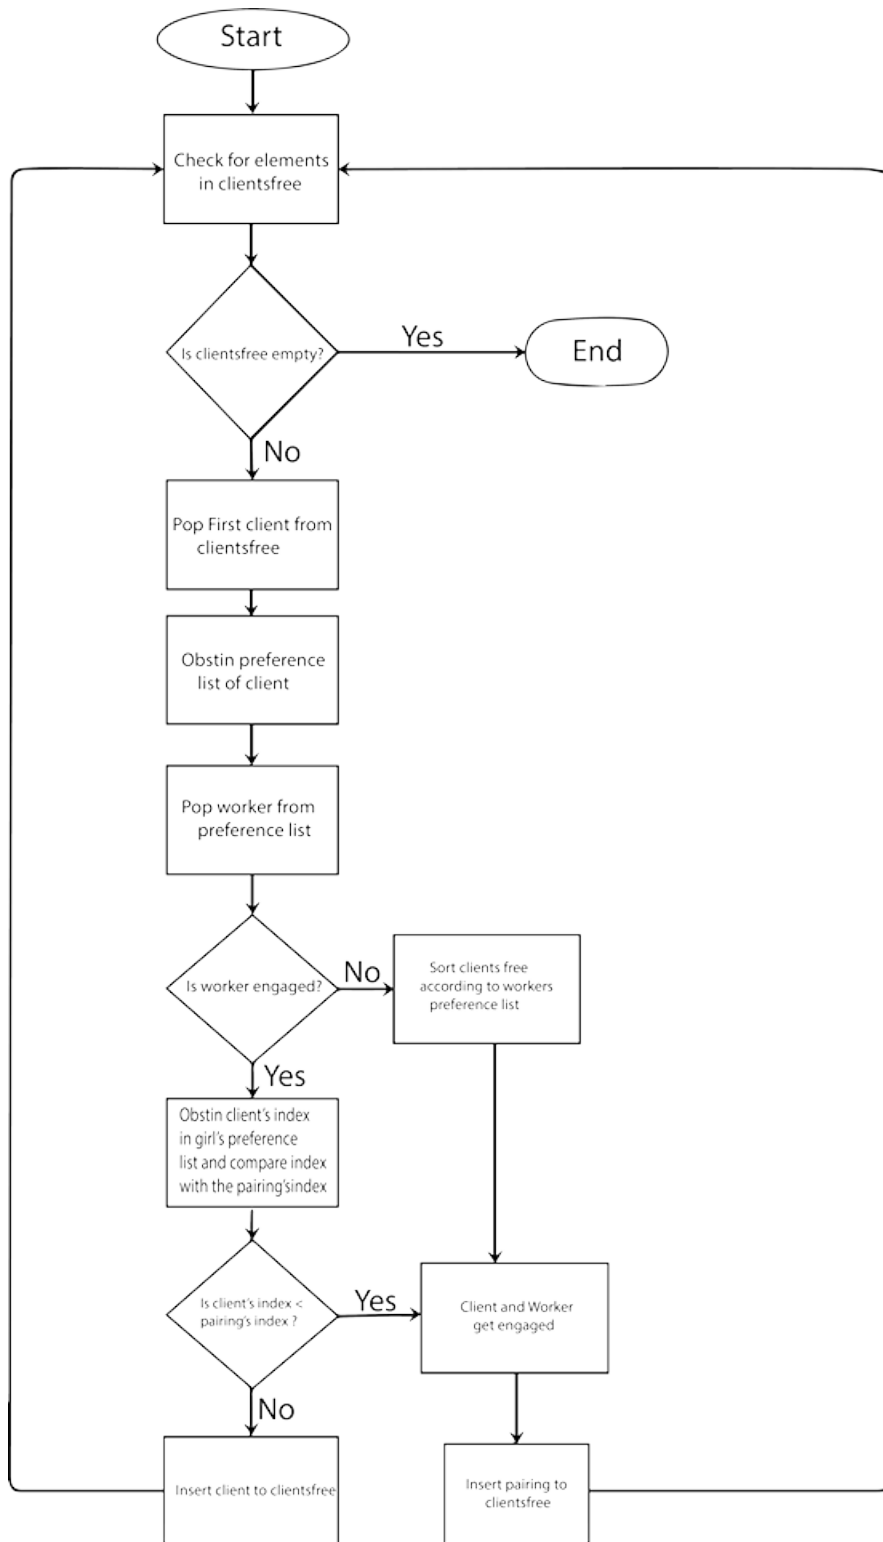 Start
Check for elements
in clientsfree
Is clientsfree empty?
Yes
End
No
Pop First client from
clientsfree
Obstin preference
list of client
Pop worker from
preference list
Is worker engaged?
No
Sort clients free
according to workers
preference list
Yes
Obstin client's index
in girl's preference
list and compare index
with the pairing'sindex
Is client's index <
pairing's index ?
Yes
Client and Worker
get engaged
No
Insert client to clientsfree
Insert pairing to
clientsfree